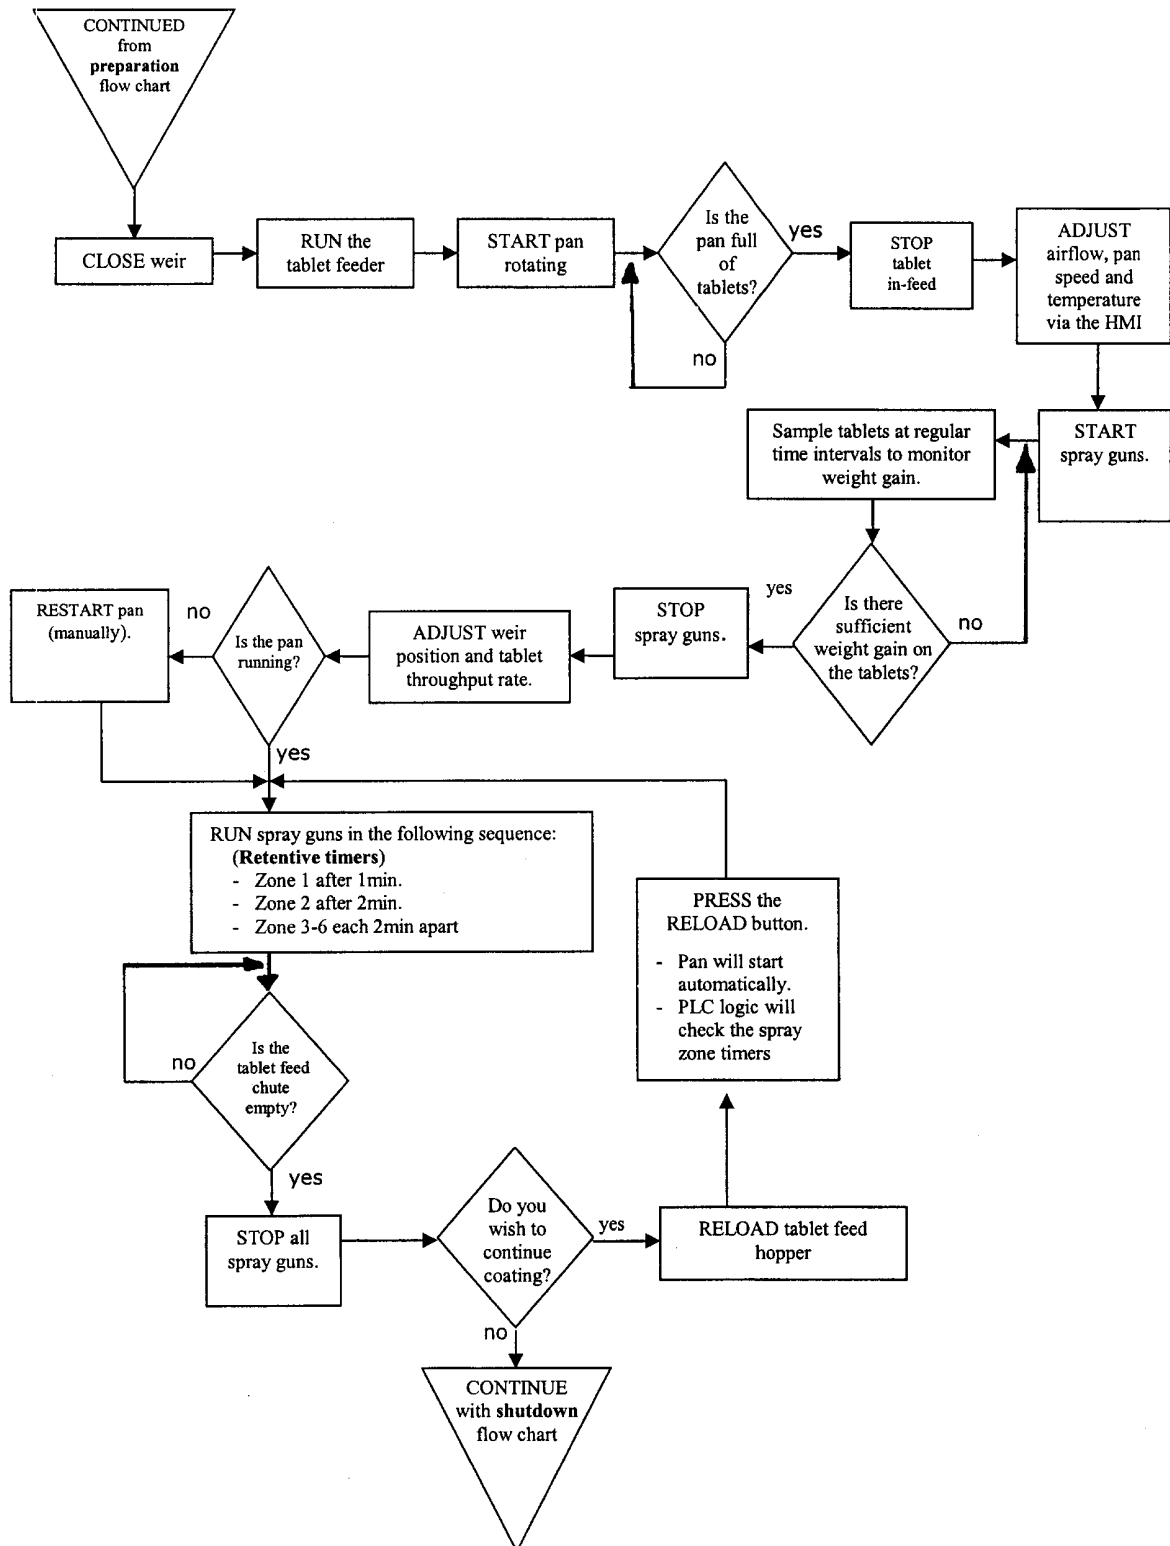 CONTINUED
from
preparation
flow chart
CLOSE weir
RUN the
tablet feeder
START pan
rotating
Is the
pan full
of
tablets?
yes
no
STOP
tablet
in-feed
ADJUST
airflow, pan
speed and
temperature
via the HMI
START
spray guns.
Sample tablets at regular
time intervals to monitor
weight gain.
Is there
sufficient
weight gain on
the tablets?
no
yes
STOP
spray guns.
ADJUST weir
position and tablet
throughput rate.
Is the pan
running?
no
RESTART pan
(manually).
yes
RUN spray guns in the following sequence:
(Retentive timers)
- Zone 1 after 1min.
- Zone 2 after 2min.
- Zone 3-6 each 2min apart
Is the
tablet feed
chute
empty?
no
yes
STOP all
spray guns.
Do you
wish to
continue
coating?
yes
RELOAD tablet feed
hopper
PRESS the
RELOAD button.
- Pan will start
automatically.
- PLC logic will
check the spray
zone timers
no
CONTINUE
with shutdown
flow chart